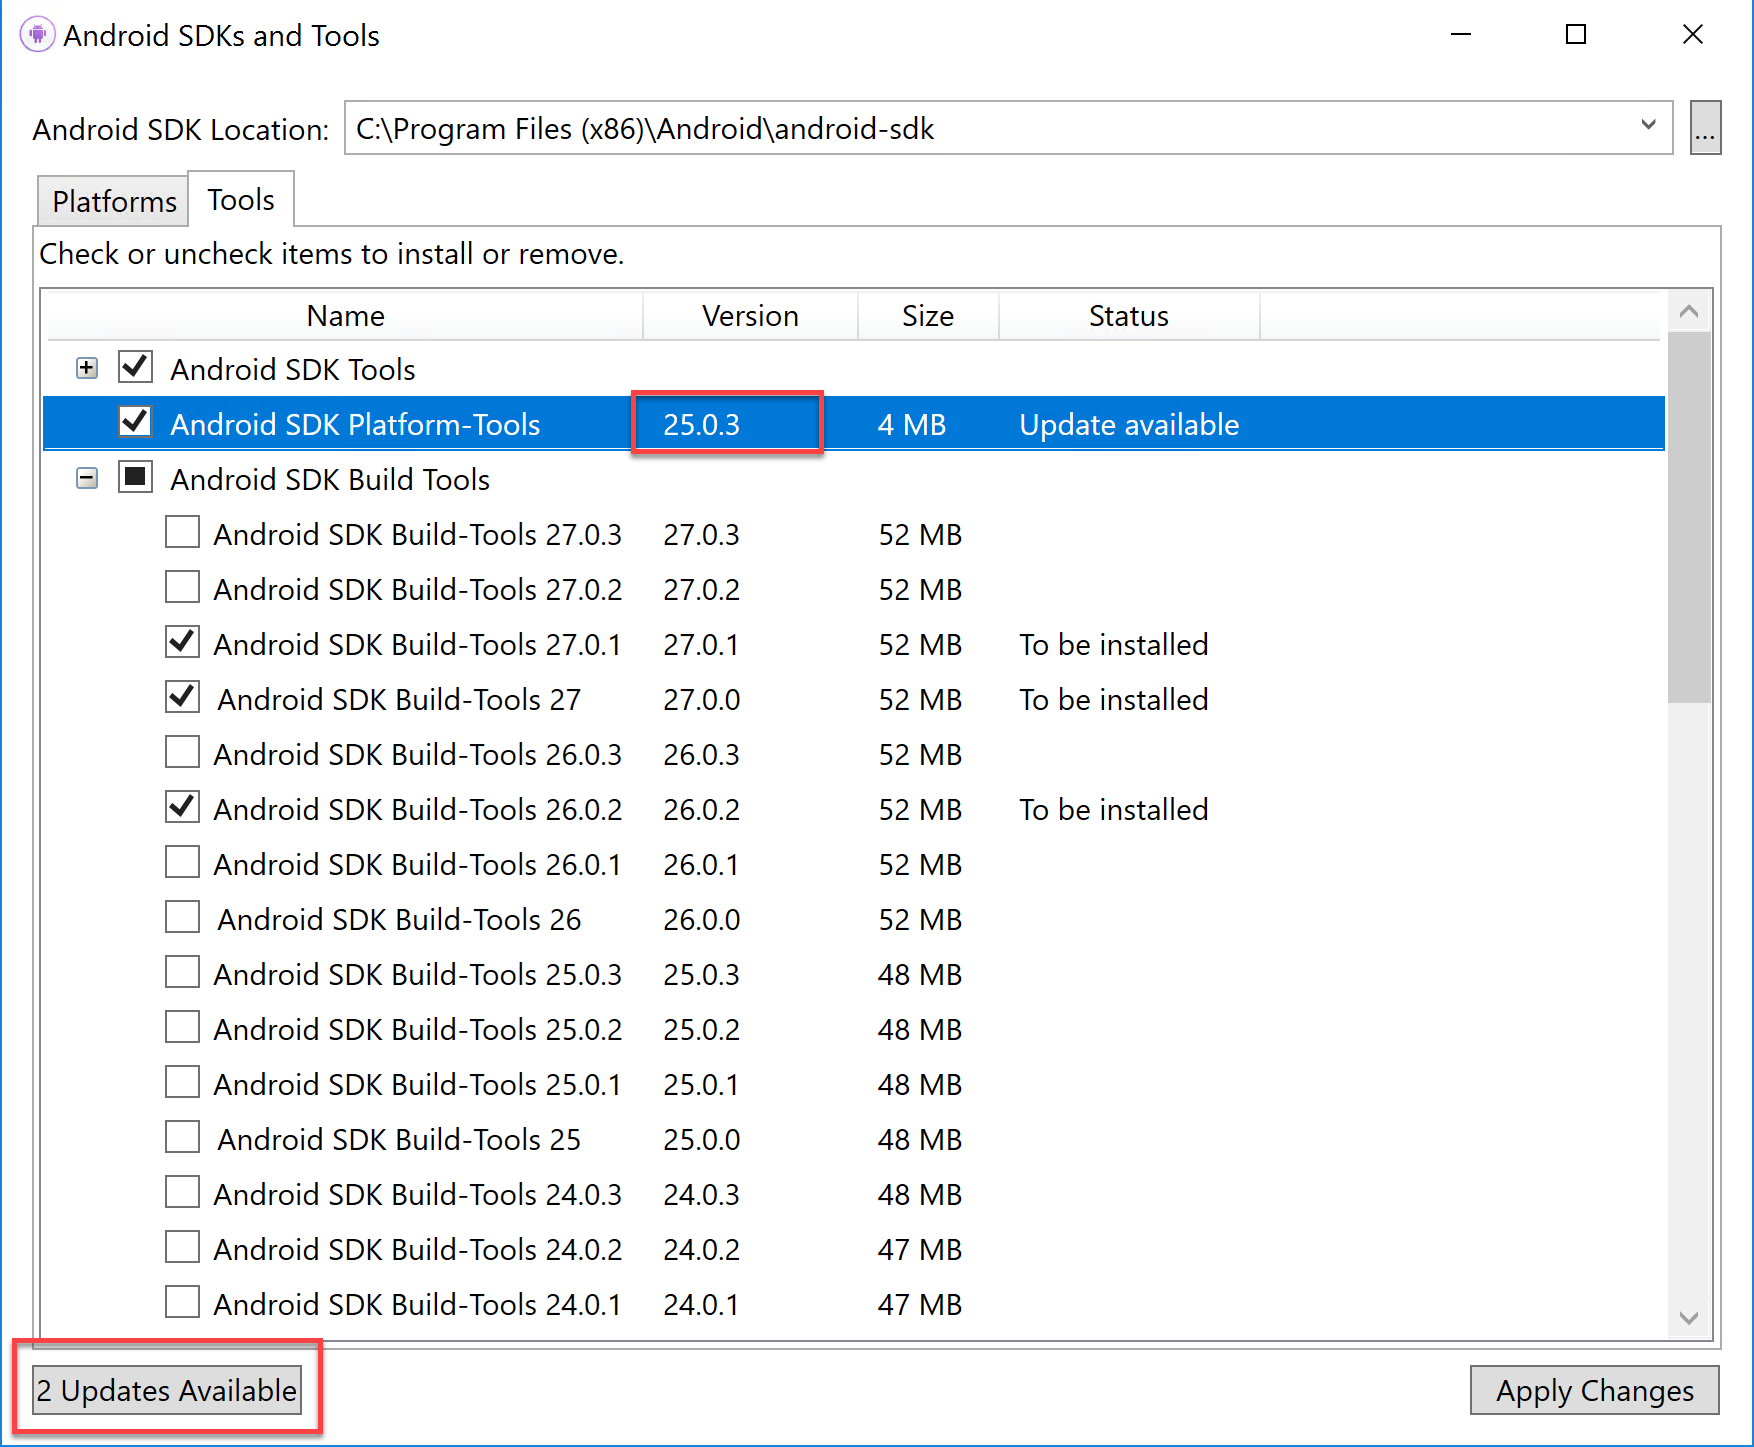 Android SDKs and Tools
Android SDK Location: C:\Program Files (x86)\Android\android-sdk ...
Platforms Tools
Check or uncheck items to install or remove.
Name Version Size Status
Android SDK Tools
Android SDK Platform-Tools 25.0.3 4 MB Update available
Android SDK Build Tools
Android SDK Build-Tools 27.0.3 27.0.3 52 MB
Android SDK Build-Tools 27.0.2 27.0.2 52 MB
Android SDK Build-Tools 27.0.1 27.0.1 52 MB To be installed
Android SDK Build-Tools 27 27.0.0 52 MB To be installed
Android SDK Build-Tools 26.0.3 26.0.3 52 MB
Android SDK Build-Tools 26.0.2 26.0.2 52 MB To be installed
Android SDK Build-Tools 26.0.1 26.0.1 52 MB
Android SDK Build-Tools 26 26.0.0 52 MB
Android SDK Build-Tools 25.0.3 25.0.3 48 MB
Android SDK Build-Tools 25.0.2 25.0.2 48 MB
Android SDK Build-Tools 25.0.1 25.0.1 48 MB
Android SDK Build-Tools 25 25.0.0 48 MB
Android SDK Build-Tools 24.0.3 24.0.3 48 MB
Android SDK Build-Tools 24.0.2 24.0.2 47 MB
Android SDK Build-Tools 24.0.1 24.0.1 47 MB
2 Updates Available Apply Changes